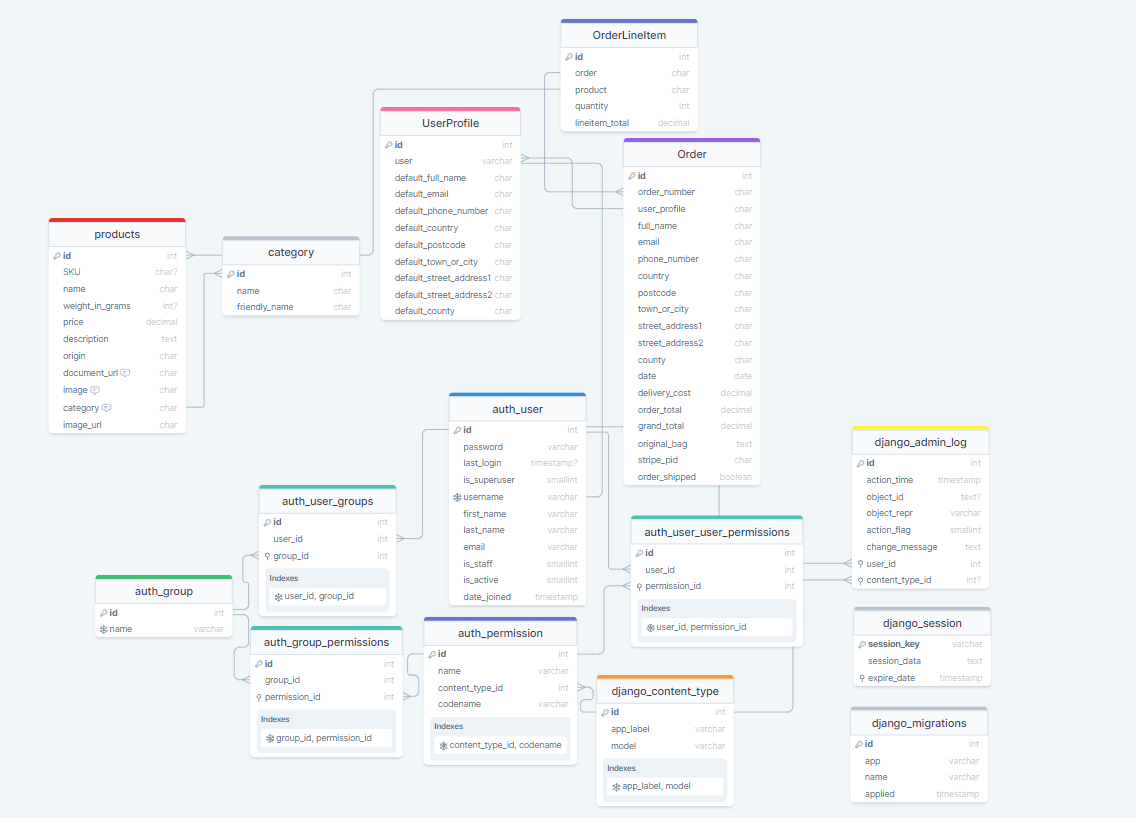 OrderLineItem
id int
order char
product char
quantity int
lineitem_total decimal
UserProfile
id int
user varchar
default_full_name char
default_email char
default_phone_number char
default_country char
default_postcode char
default_town_or_city char
default_street_address1 char
default_street_address2 char
default_county char
Order
id int
order_number char
user_profile char
full_name char
email char
phone_number char
country char
postcode char
town_or_city char
street_address1 char
street_address2 char
county char
date date
delivery_cost decimal
order_total decimal
grand_total decimal
original_bag text
stripe_pid char
order_shipped boolean
products
id int
SKU char?
name char
weight_in_grams int?
price decimal
description text
origin char
document_url char
image char
category char
image_url char
category
id int
name char
friendly_name char
auth_user
id int
password varchar
last_login timestamp?
is_superuser smallint
username varchar
first_name varchar
last_name varchar
email varchar
is_staff smallint
is_active smallint
date_joined timestamp
django_admin_log
id int
action_time timestamp
object_id text?
object_repr varchar
action_flag smallint
change_message text
user_id int
content_type_id int?
auth_user_groups
id int
user_id int
group_id int
Indexes
user_id, group_id
auth_user_user_permissions
id int
user_id int
permission_id int
Indexes
user_id, permission_id
auth_group
id int
name varchar
auth_group_permissions
id int
group_id int
permission_id int
Indexes
group_id, permission_id
auth_permission
id int
name varchar
content_type_id int
codename varchar
Indexes
content_type_id, codename
django_content_type
id int
app_label varchar
model varchar
Indexes
app_label, model
django_session
session_key varchar
session_data text
expire_date timestamp
django_migrations
id int
app varchar
name varchar
applied timestamp